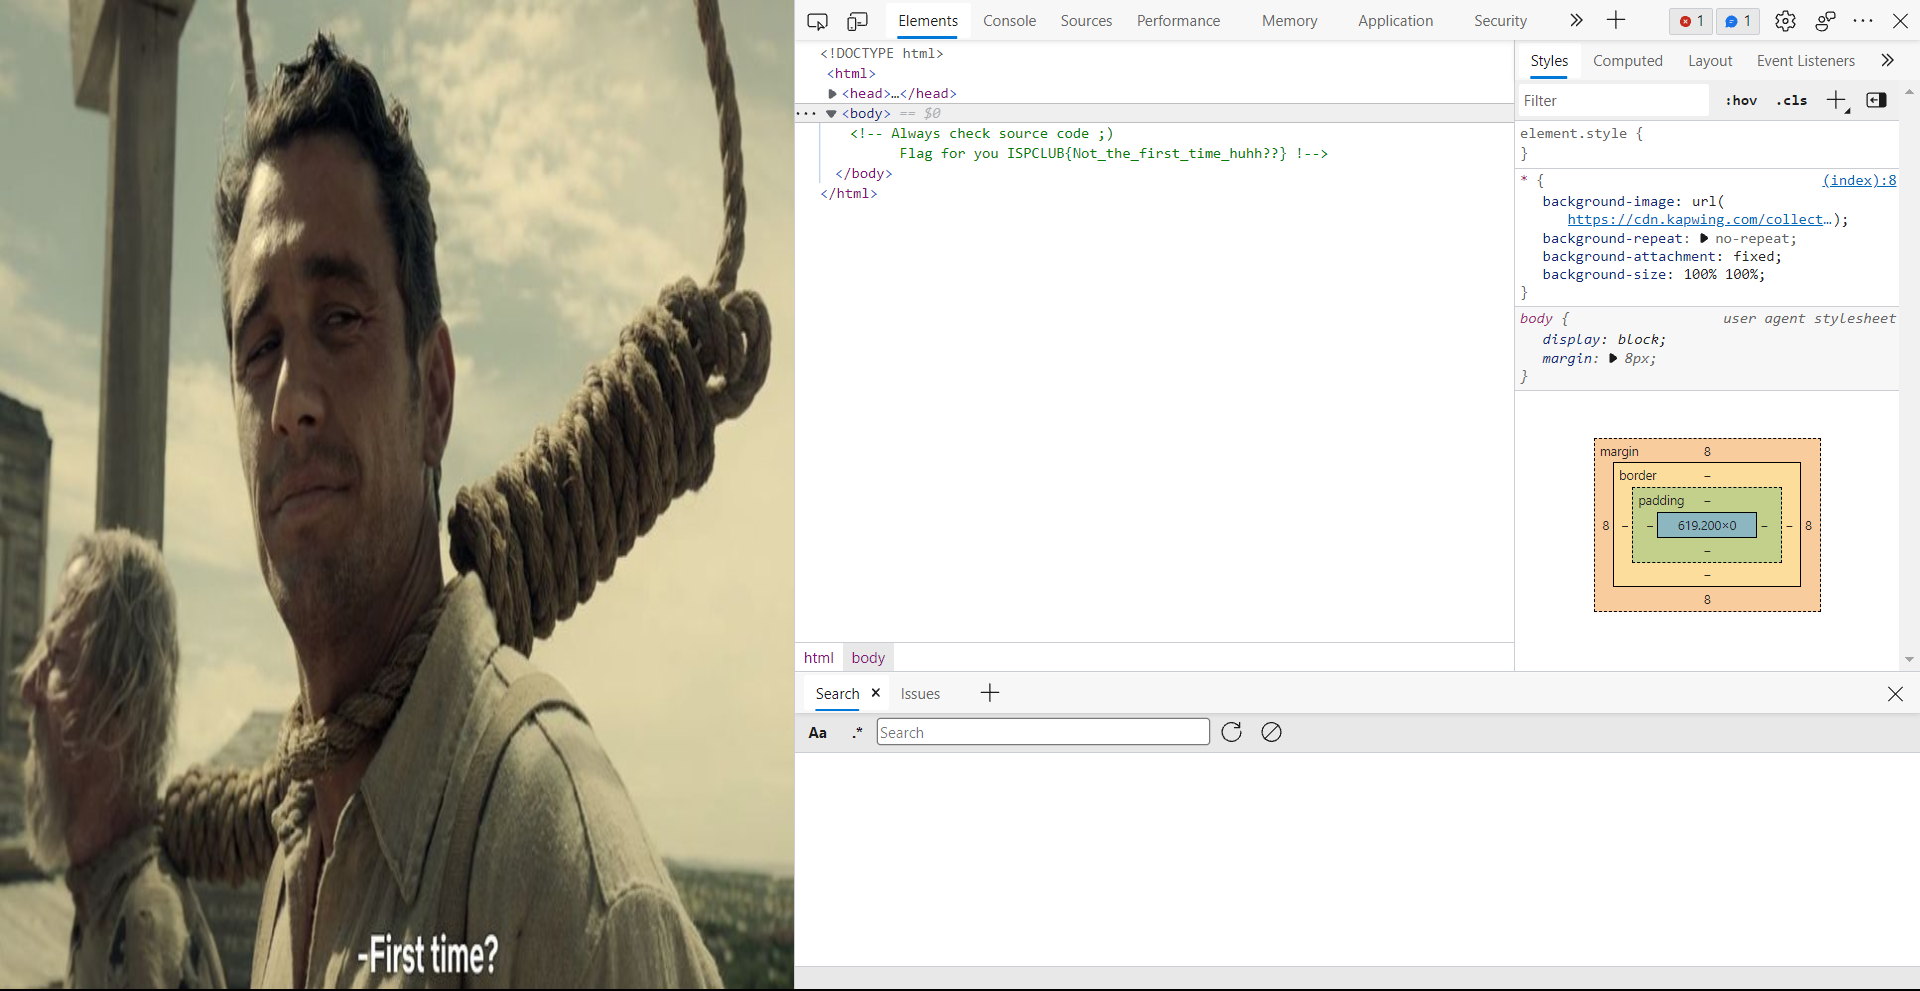 -First time?
Elements Console Sources Performance Memory Application Security 1 1
<!DOCTYPE html>
<html>
<head>…</head>
<body> == $0
<!-- Always check source code ;)
Flag for you ISPCLUB{Not_the_first_time_huhh??} !-->
</body>
</html>
html body
Styles Computed Layout Event Listeners
Filter :hov .cls
element.style {
}
* { (index):8
background-image: url(
https://cdn.kapwing.com/collect…);
background-repeat: no-repeat;
background-attachment: fixed;
background-size: 100% 100%;
}
body { user agent stylesheet
display: block;
margin: 8px;
}
margin 8
border –
padding –
8 – – 619.200×0 – – 8
–
–
8
Search × Issues
Aa .* Search